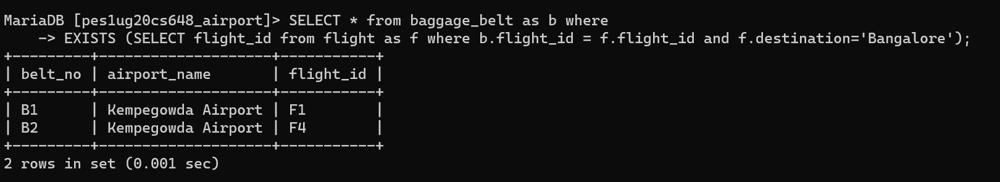 MariaDB [pes1ug20cs648_airport]> SELECT * from baggage_belt as b where
    -> EXISTS (SELECT flight_id from flight as f where b.flight_id = f.flight_id and f.destination='Bangalore');
+---------+--------------------+-----------+
| belt_no | airport_name       | flight_id |
+---------+--------------------+-----------+
| B1      | Kempegowda Airport | F1        |
| B2      | Kempegowda Airport | F4        |
+---------+--------------------+-----------+
2 rows in set (0.001 sec)